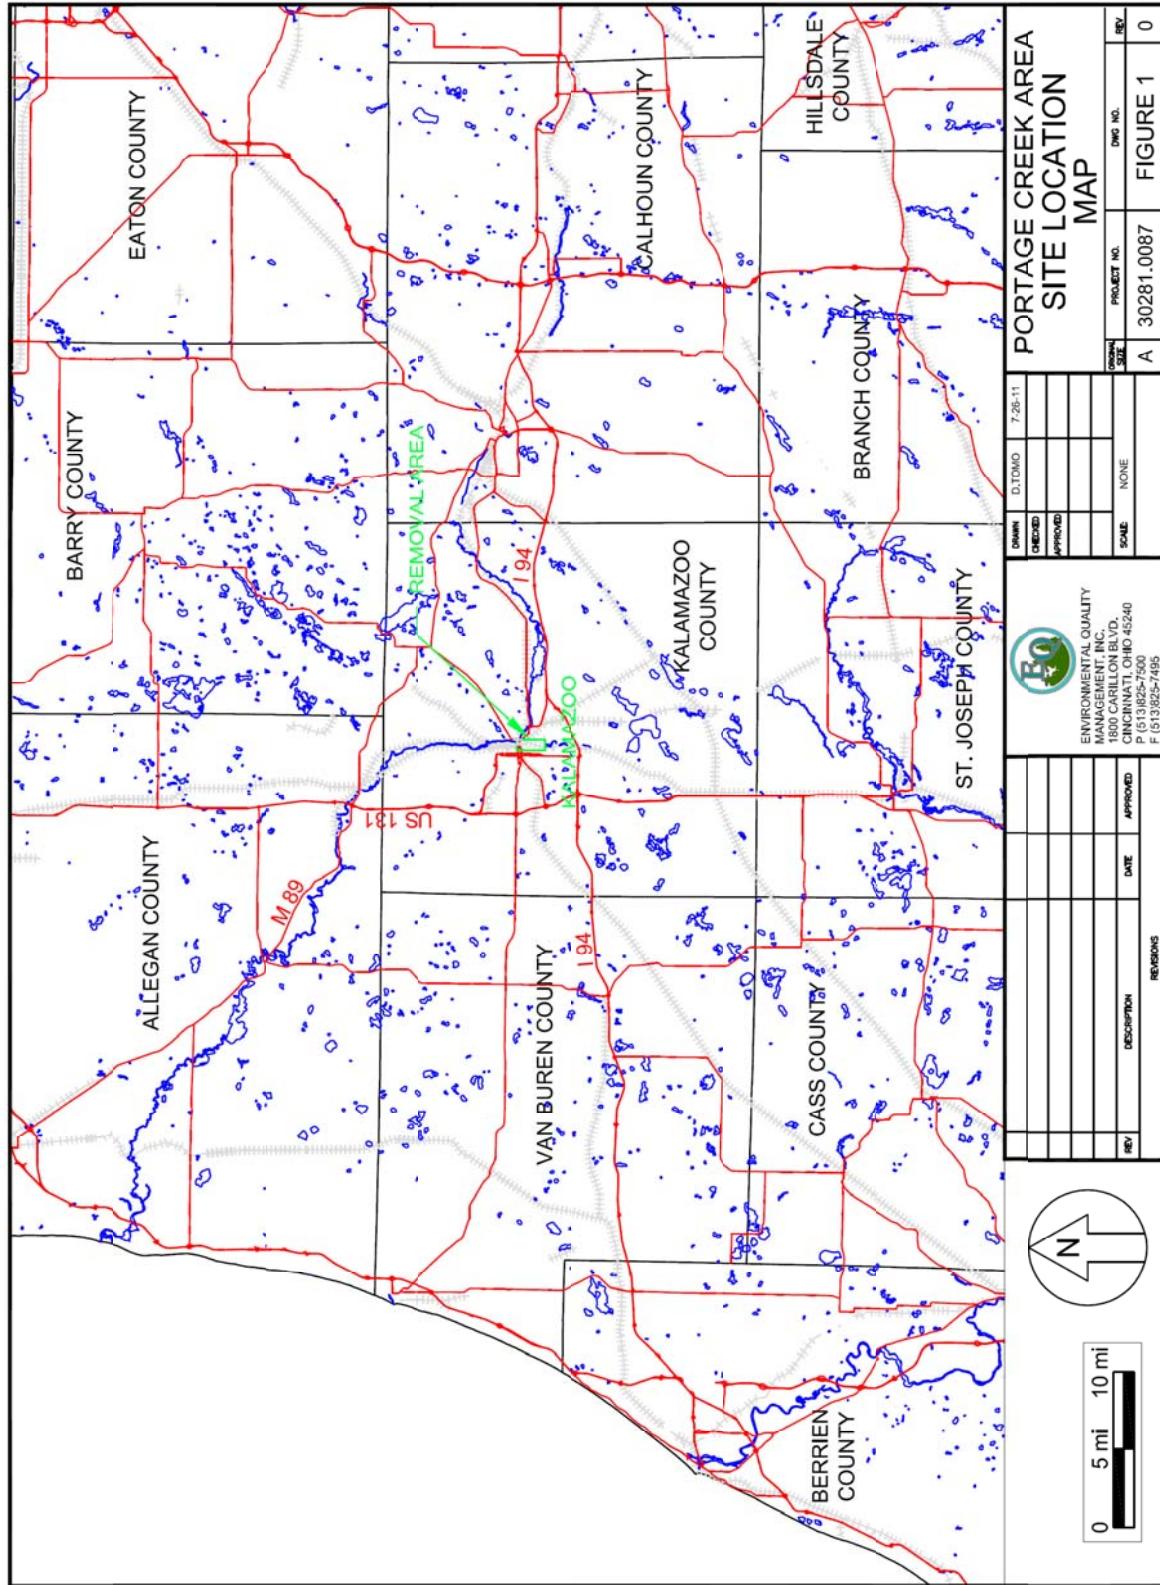 EATON COUNTY
BARRY COUNTY
ALLEGAN COUNTY
HILLSDALE
COUNTY
CALHOUN COUNTY
BRANCH COUNTY
KALAMAZOO
COUNTY
ST. JOSEPH COUNTY
VAN BUREN COUNTY
CASS COUNTY
BERRIEN
COUNTY
REMOVAL AREA
KALAMAZOO
I 94
US 131
M 89
I 94
0 5 mi 10 mi
N
REV DESCRIPTION DATE APPROVED
REVISIONS
EQ
ENVIRONMENTAL QUALITY
MANAGEMENT, INC.
1800 CARILLON BLVD.
CINCINNATI, OHIO 45240
P (513)825-7500
F (513)825-7495
DRAWN D.TOMO 7-26-11
CHECKED
APPROVED
SCALE: NONE
PORTAGE CREEK AREA
SITE LOCATION
MAP
ORIGINAL SIZE PROJECT NO. DWG NO. REV
A 30281.0087 FIGURE 1 0